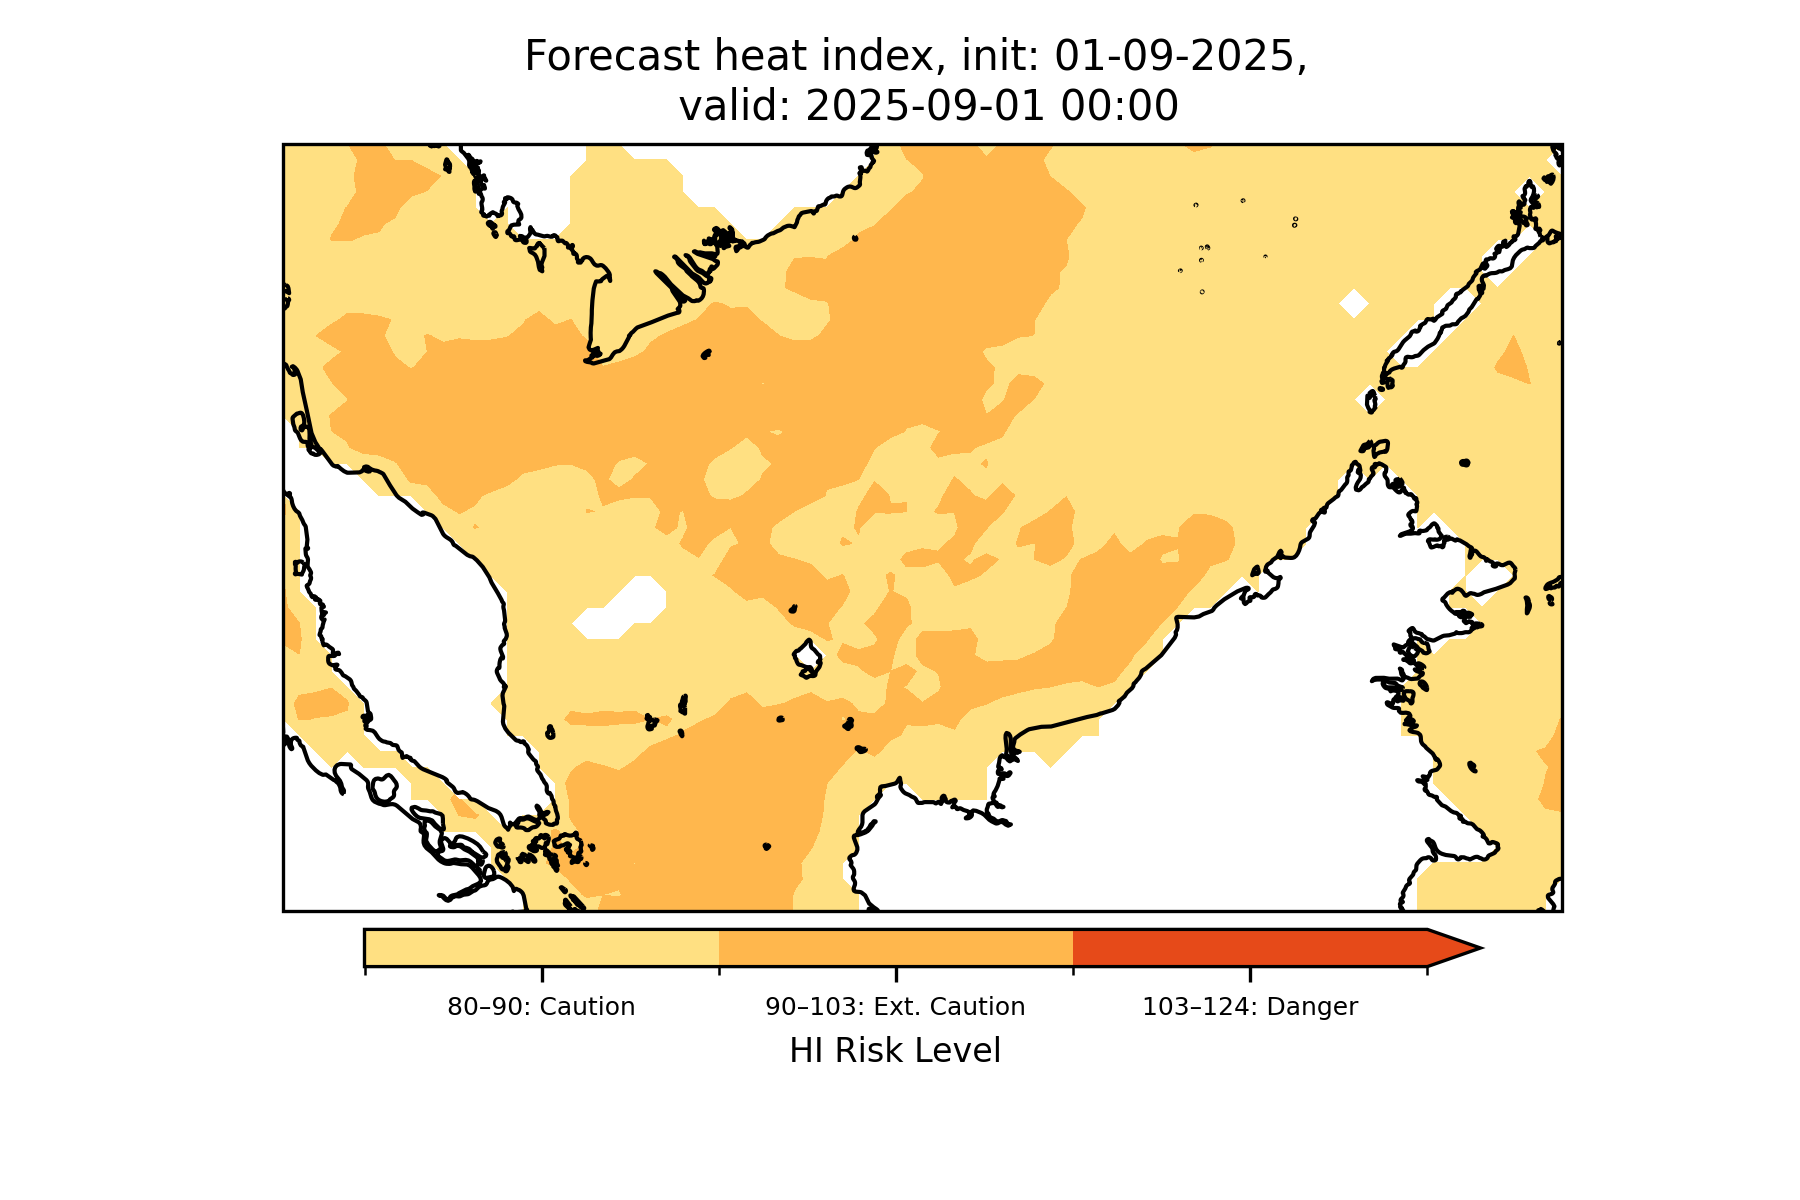 Forecast heat index, init: 01-09-2025,
valid: 2025-09-01 00:00
80–90: Caution
90–103: Ext. Caution
103–124: Danger
HI Risk Level